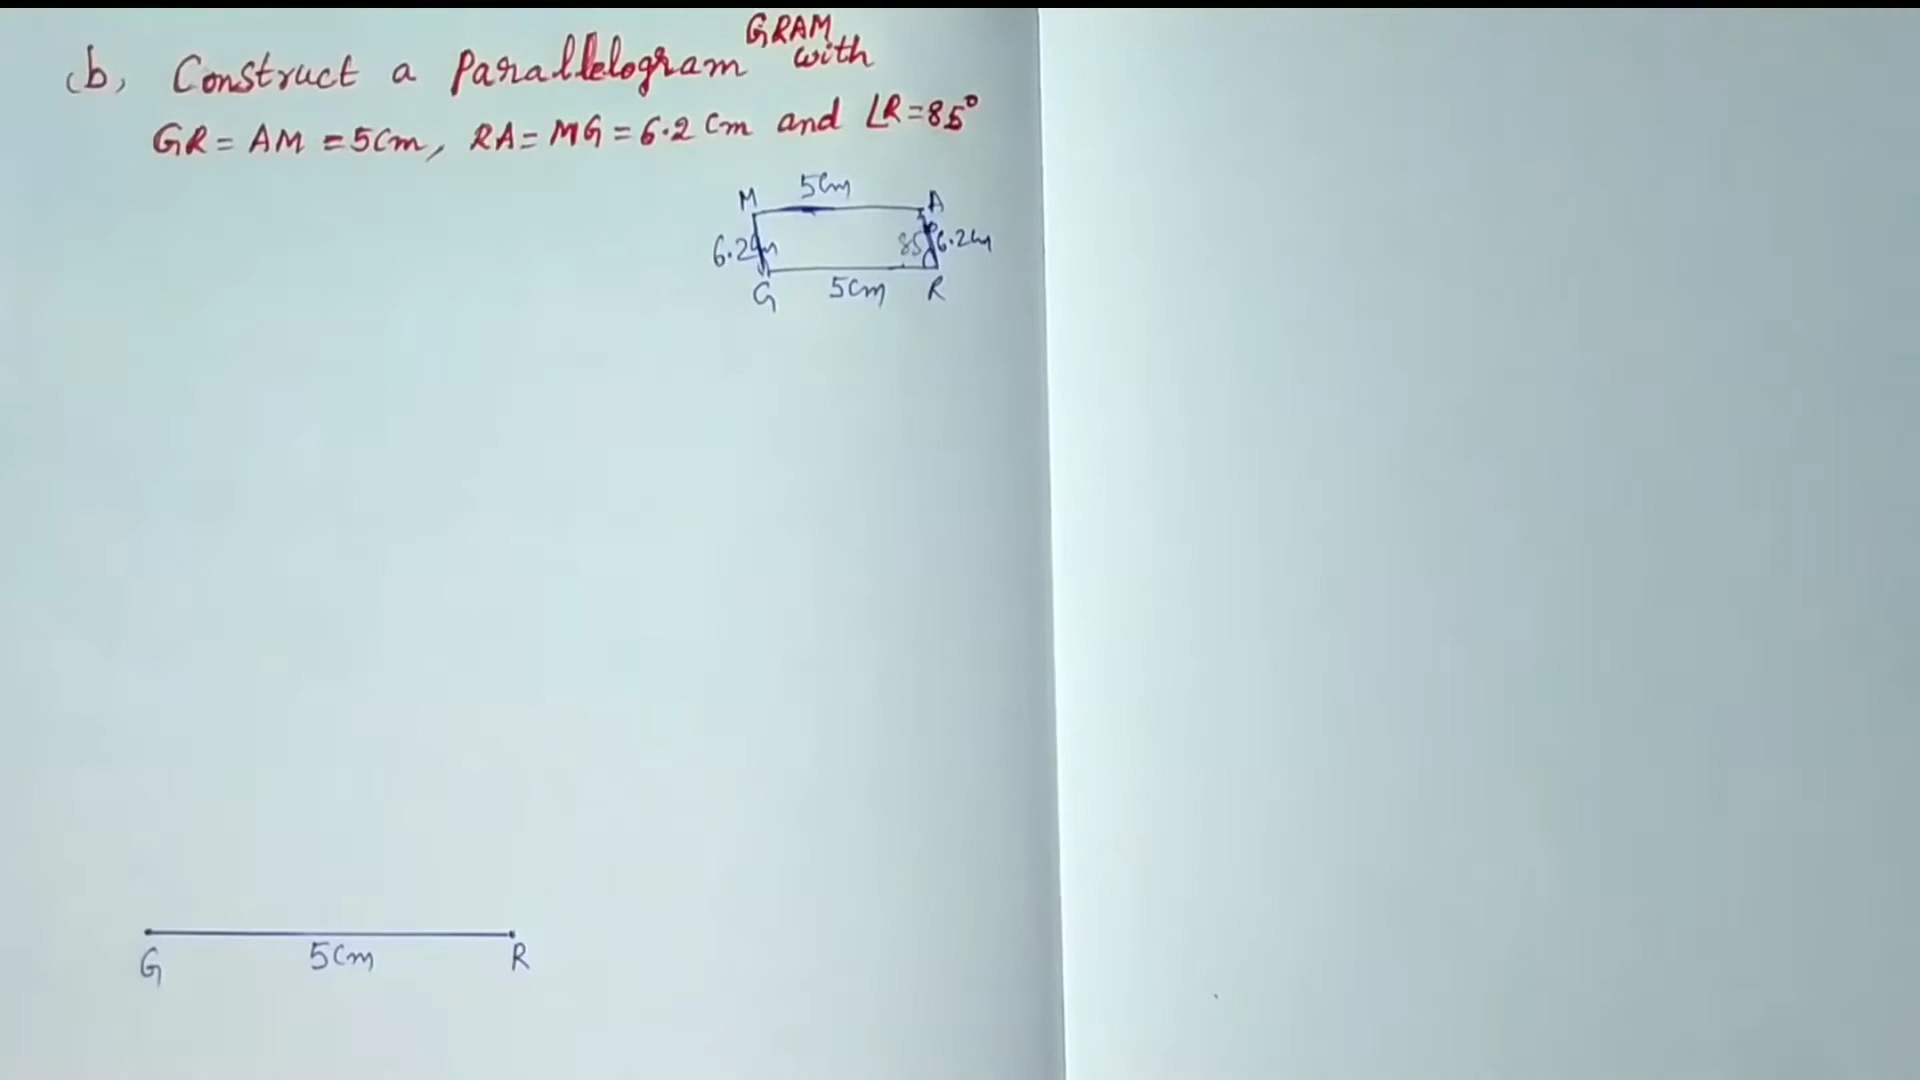 (b, Construct a Parallelogram GRAM with
GR = AM = 5cm, RA = MG = 6.2 cm and ∠R = 85°
5cm
M A
6.2cm 85° 6.2cm
G 5cm R
G 5cm R